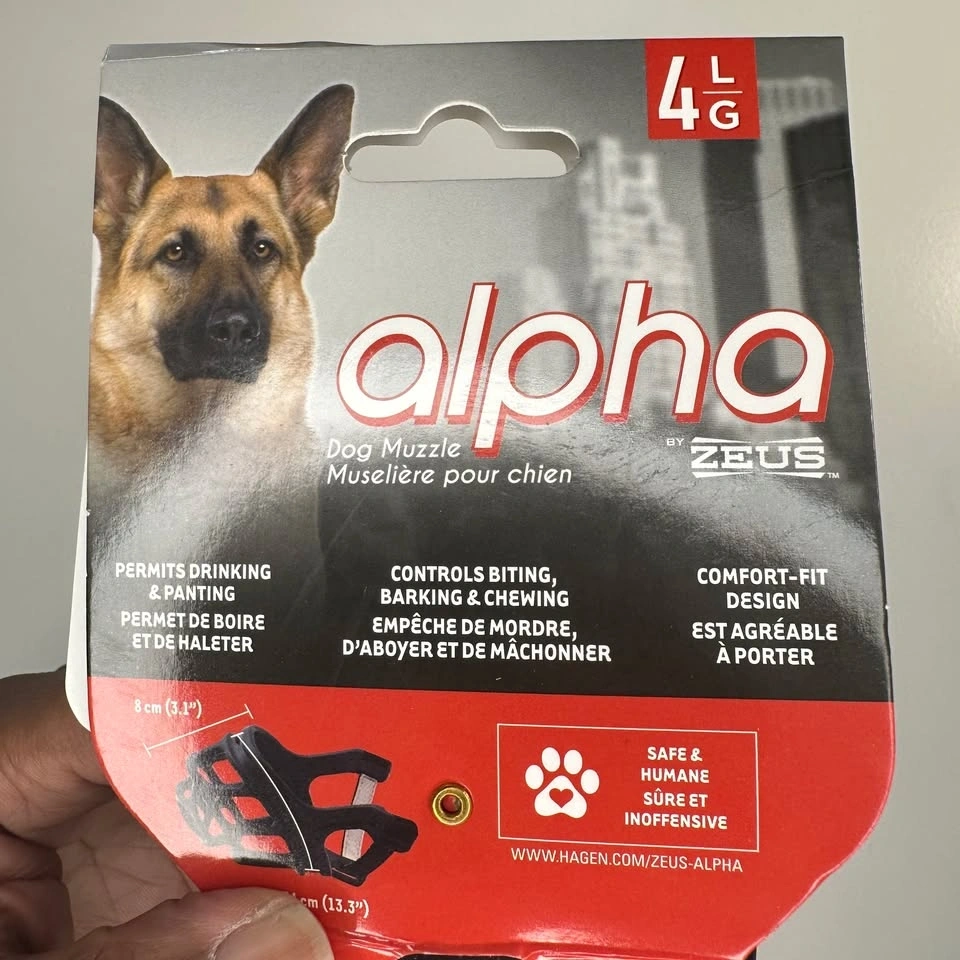 4 L
G
alpha
Dog Muzzle
Muselière pour chien
BY ZEUS™
PERMITS DRINKING
& PANTING
PERMET DE BOIRE
ET DE HALETER
CONTROLS BITING,
BARKING & CHEWING
EMPÊCHE DE MORDRE,
D'ABOYER ET DE MÂCHONNER
COMFORT-FIT
DESIGN
EST AGRÉABLE
À PORTER
8 cm (3.1")
cm (13.3")
SAFE &
HUMANE
SÛRE ET
INOFFENSIVE
WWW.HAGEN.COM/ZEUS-ALPHA